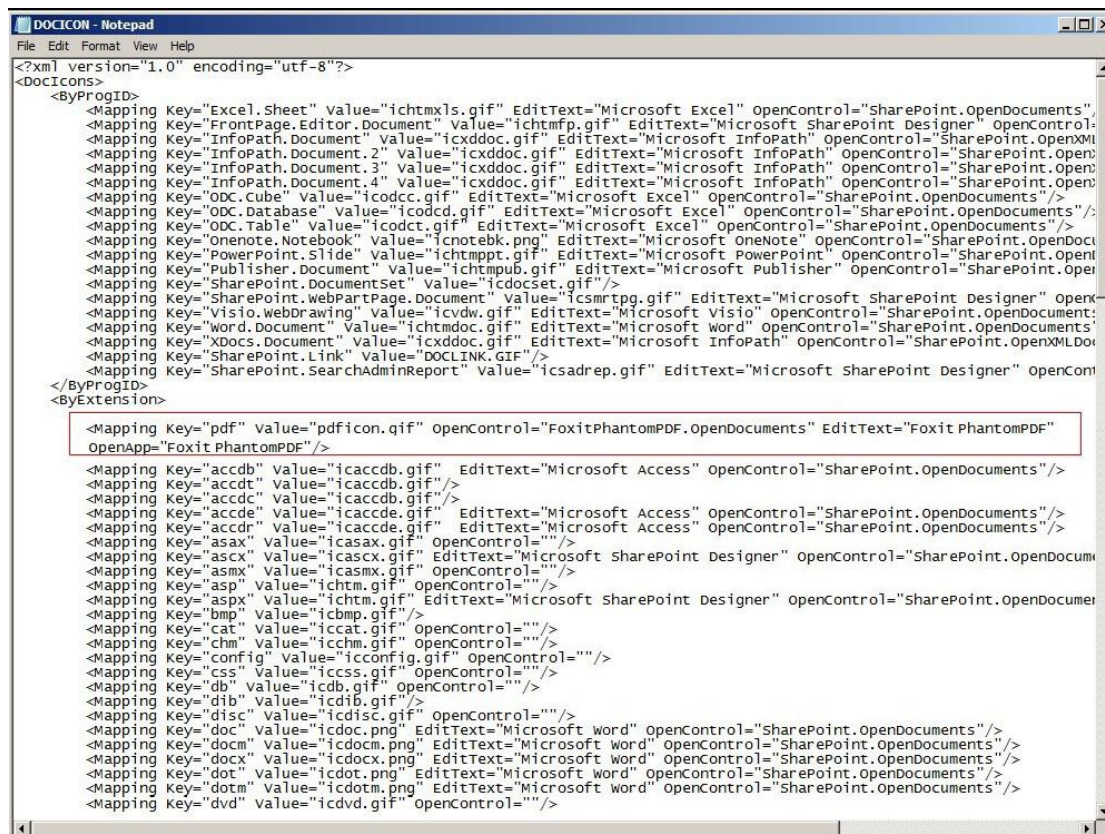 DOCICON - Notepad
File Edit Format View Help
<?xml version="1.0" encoding="utf-8"?>
<DocIcons>
<ByProgID>
<Mapping Key="Excel.Sheet" Value="ichtmxls.gif" EditText="Microsoft Excel" OpenControl="SharePoint.OpenDocuments"
<Mapping Key="FrontPage.Editor.Document" Value="ichtmfp.gif" EditText="Microsoft SharePoint Designer" OpenControl=
<Mapping Key="InfoPath.Document" Value="icxddoc.gif" EditText="Microsoft InfoPath" OpenControl="SharePoint.OpenXML
<Mapping Key="InfoPath.Document.2" Value="icxddoc.gif" EditText="Microsoft InfoPath" OpenControl="SharePoint.Open
<Mapping Key="InfoPath.Document.3" Value="icxddoc.gif" EditText="Microsoft InfoPath" OpenControl="SharePoint.Open
<Mapping Key="InfoPath.Document.4" Value="icxddoc.gif" EditText="Microsoft InfoPath" OpenControl="SharePoint.Open
<Mapping Key="ODC.Cube" Value="icodcc.gif" EditText="Microsoft Excel" OpenControl="SharePoint.OpenDocuments"/>
<Mapping Key="ODC.Database" Value="icodcd.gif" EditText="Microsoft Excel" OpenControl="SharePoint.OpenDocuments"/>
<Mapping Key="ODC.Table" Value="icodct.gif" EditText="Microsoft Excel" OpenControl="SharePoint.OpenDocuments"/>
<Mapping Key="Onenote.Notebook" Value="icnotebk.png" EditText="Microsoft OneNote" OpenControl="SharePoint.OpenDocu
<Mapping Key="PowerPoint.Slide" Value="ichtmppt.gif" EditText="Microsoft PowerPoint" OpenControl="SharePoint.Open
<Mapping Key="Publisher.Document" Value="ichtmpub.gif" EditText="Microsoft Publisher" OpenControl="SharePoint.Open
<Mapping Key="SharePoint.DocumentSet" Value="icdocset.gif"/>
<Mapping Key="SharePoint.WebPartPage.Document" Value="icsmrtpg.gif" EditText="Microsoft SharePoint Designer" Open
<Mapping Key="Visio.WebDrawing" Value="icvdw.gif" EditText="Microsoft Visio" OpenControl="SharePoint.OpenDocuments
<Mapping Key="Word.Document" Value="ichtmdoc.gif" EditText="Microsoft Word" OpenControl="SharePoint.OpenDocuments"
<Mapping Key="XDocs.Document" Value="icxddoc.gif" EditText="Microsoft InfoPath" OpenControl="SharePoint.OpenXMLDoc
<Mapping Key="SharePoint.Link" Value="DOCLINK.GIF"/>
<Mapping Key="SharePoint.SearchAdminReport" Value="icsadrep.gif" EditText="Microsoft SharePoint Designer" OpenCont
</ByProgID>
<ByExtension>
<Mapping Key="pdf" Value="pdficon.gif" OpenControl="FoxitPhantomPDF.OpenDocuments" EditText="Foxit PhantomPDF"
OpenApp="Foxit PhantomPDF"/>
<Mapping Key="accdb" Value="icaccdb.gif" EditText="Microsoft Access" OpenControl="SharePoint.OpenDocuments"/>
<Mapping Key="accdt" Value="icaccdb.gif"/>
<Mapping Key="accdc" Value="icaccdb.gif"/>
<Mapping Key="accde" Value="icaccde.gif" EditText="Microsoft Access" OpenControl="SharePoint.OpenDocuments"/>
<Mapping Key="accdr" Value="icaccde.gif" EditText="Microsoft Access" OpenControl="SharePoint.OpenDocuments"/>
<Mapping Key="asax" Value="icasax.gif" OpenControl=""/>
<Mapping Key="ascx" Value="icascx.gif" EditText="Microsoft SharePoint Designer" OpenControl="SharePoint.OpenDocume
<Mapping Key="asmx" Value="icasmx.gif" OpenControl=""/>
<Mapping Key="asp" Value="ichtm.gif" OpenControl=""/>
<Mapping Key="aspx" Value="ichtm.gif" EditText="Microsoft SharePoint Designer" OpenControl="SharePoint.OpenDocumen
<Mapping Key="bmp" Value="icbmp.gif"/>
<Mapping Key="cat" Value="iccat.gif" OpenControl=""/>
<Mapping Key="chm" Value="icchm.gif" OpenControl=""/>
<Mapping Key="config" Value="icconfig.gif" OpenControl=""/>
<Mapping Key="css" Value="iccss.gif" OpenControl=""/>
<Mapping Key="db" Value="icdb.gif" OpenControl=""/>
<Mapping Key="dib" Value="icdib.gif"/>
<Mapping Key="disc" Value="icdisc.gif" OpenControl=""/>
<Mapping Key="doc" Value="icdoc.png" EditText="Microsoft Word" OpenControl="SharePoint.OpenDocuments"/>
<Mapping Key="docm" Value="icdocm.png" EditText="Microsoft Word" OpenControl="SharePoint.OpenDocuments"/>
<Mapping Key="docx" Value="icdocx.png" EditText="Microsoft Word" OpenControl="SharePoint.OpenDocuments"/>
<Mapping Key="dot" Value="icdot.png" EditText="Microsoft Word" OpenControl="SharePoint.OpenDocuments"/>
<Mapping Key="dotm" Value="icdotm.png" EditText="Microsoft Word" OpenControl="SharePoint.OpenDocuments"/>
<Mapping Key="dvd" Value="icdvd.gif" OpenControl=""/>